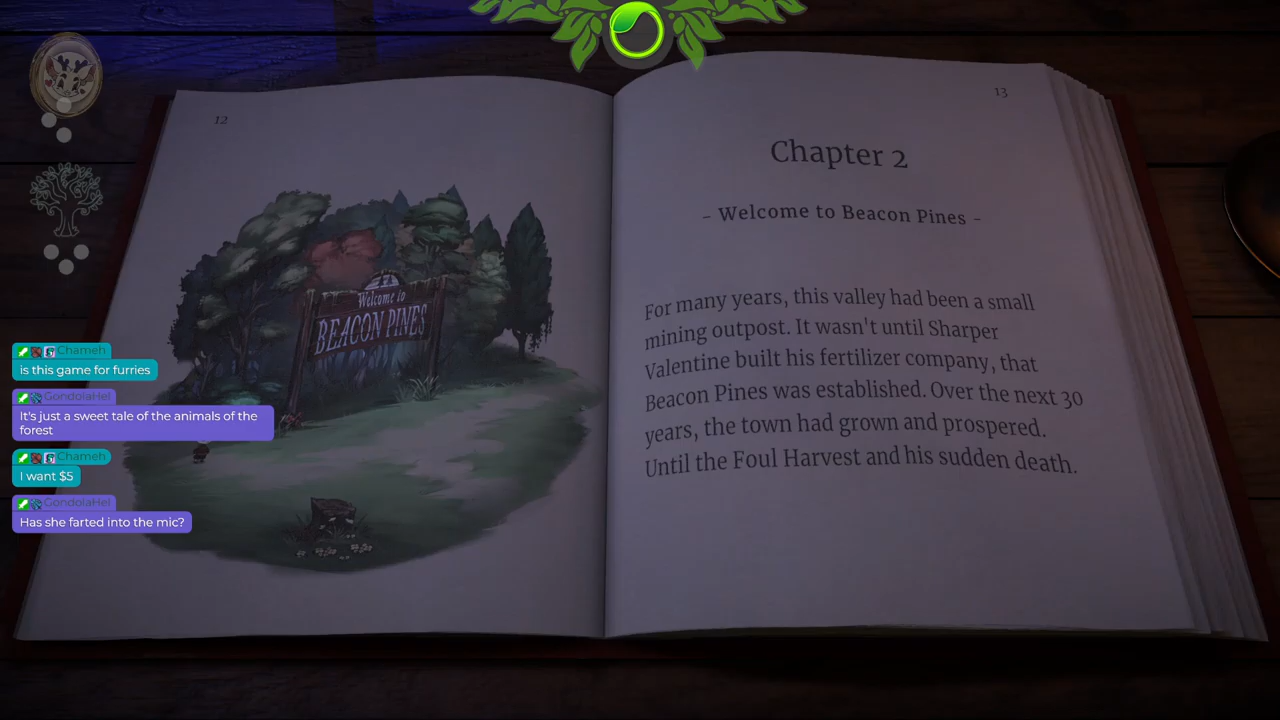 12
13
Chapter 2
- Welcome to Beacon Pines -
Welcome to
BEACON PINES
For many years, this valley had been a small
mining outpost. It wasn't until Sharper
Valentine built his fertilizer company, that
Beacon Pines was established. Over the next 30
years, the town had grown and prospered.
Until the Foul Harvest and his sudden death.
Chameh
is this game for furries
GondolaHel
It's just a sweet tale of the animals of the
forest
Chameh
I want $5
GondolaHel
Has she farted into the mic?